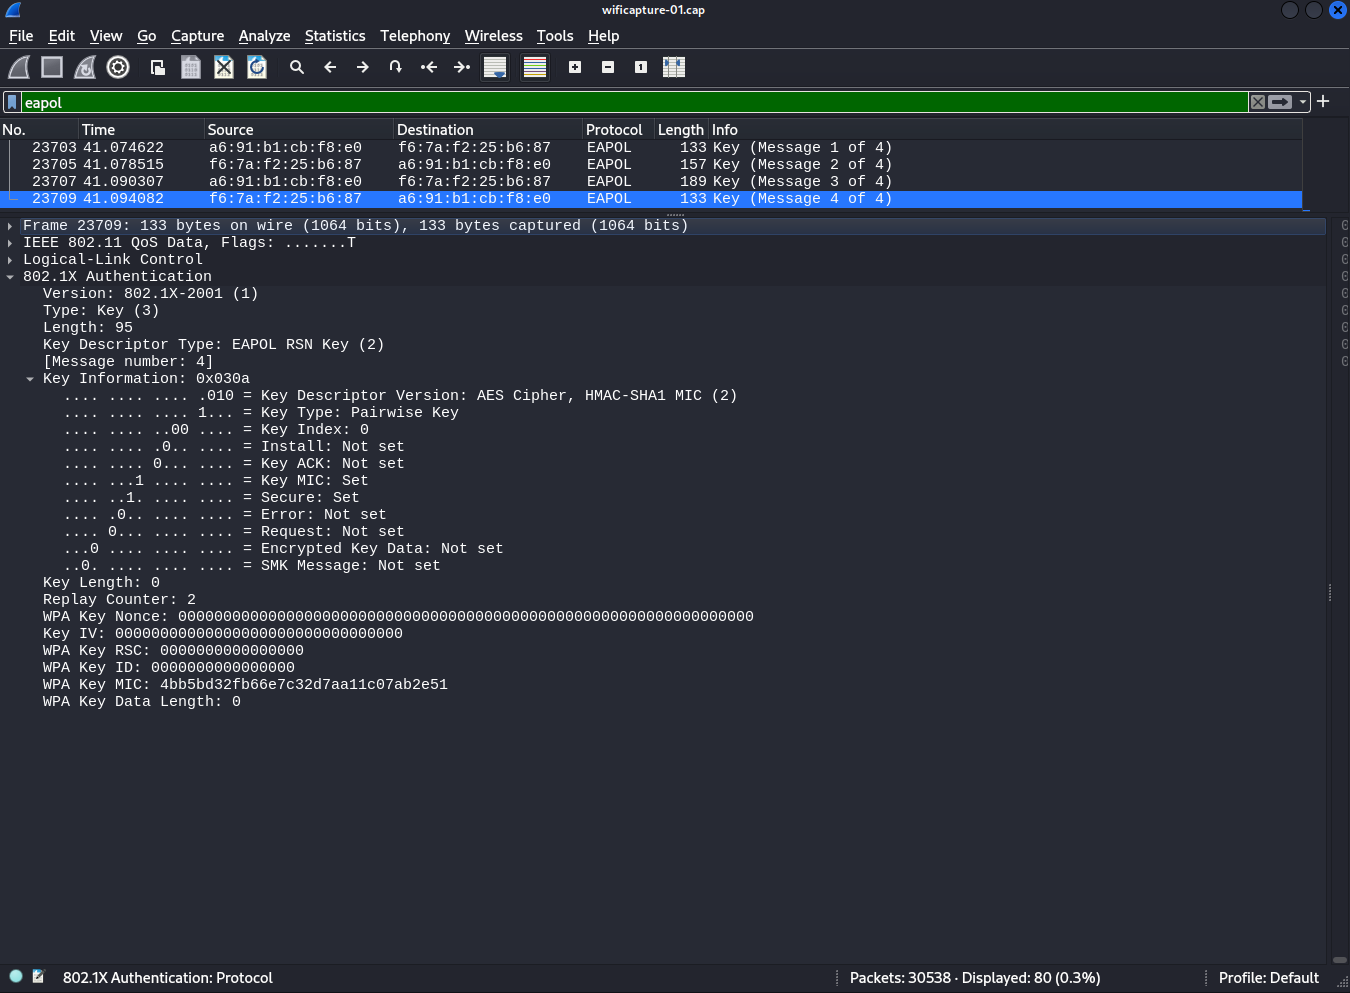 wificapture-01.cap
File Edit View Go Capture Analyze Statistics Telephony Wireless Tools Help
eapol
No. Time Source Destination Protocol Length Info
23703 41.074622 a6:91:b1:cb:f8:e0 f6:7a:f2:25:b6:87 EAPOL 133 Key (Message 1 of 4)
23705 41.078515 f6:7a:f2:25:b6:87 a6:91:b1:cb:f8:e0 EAPOL 157 Key (Message 2 of 4)
23707 41.090307 a6:91:b1:cb:f8:e0 f6:7a:f2:25:b6:87 EAPOL 189 Key (Message 3 of 4)
23709 41.094082 f6:7a:f2:25:b6:87 a6:91:b1:cb:f8:e0 EAPOL 133 Key (Message 4 of 4)
Frame 23709: 133 bytes on wire (1064 bits), 133 bytes captured (1064 bits)
IEEE 802.11 QoS Data, Flags: .......T
Logical-Link Control
802.1X Authentication
Version: 802.1X-2001 (1)
Type: Key (3)
Length: 95
Key Descriptor Type: EAPOL RSN Key (2)
[Message number: 4]
Key Information: 0x030a
.... .... .... .010 = Key Descriptor Version: AES Cipher, HMAC-SHA1 MIC (2)
.... .... .... 1... = Key Type: Pairwise Key
.... .... ..00 .... = Key Index: 0
.... .... .0.. .... = Install: Not set
.... .... 0... .... = Key ACK: Not set
.... ...1 .... .... = Key MIC: Set
.... ..1. .... .... = Secure: Set
.... .0.. .... .... = Error: Not set
.... 0... .... .... = Request: Not set
...0 .... .... .... = Encrypted Key Data: Not set
..0. .... .... .... = SMK Message: Not set
Key Length: 0
Replay Counter: 2
WPA Key Nonce: 0000000000000000000000000000000000000000000000000000000000000000
Key IV: 00000000000000000000000000000000
WPA Key RSC: 0000000000000000
WPA Key ID: 0000000000000000
WPA Key MIC: 4bb5bd32fb66e7c32d7aa11c07ab2e51
WPA Key Data Length: 0
802.1X Authentication: Protocol
Packets: 30538 · Displayed: 80 (0.3%)
Profile: Default